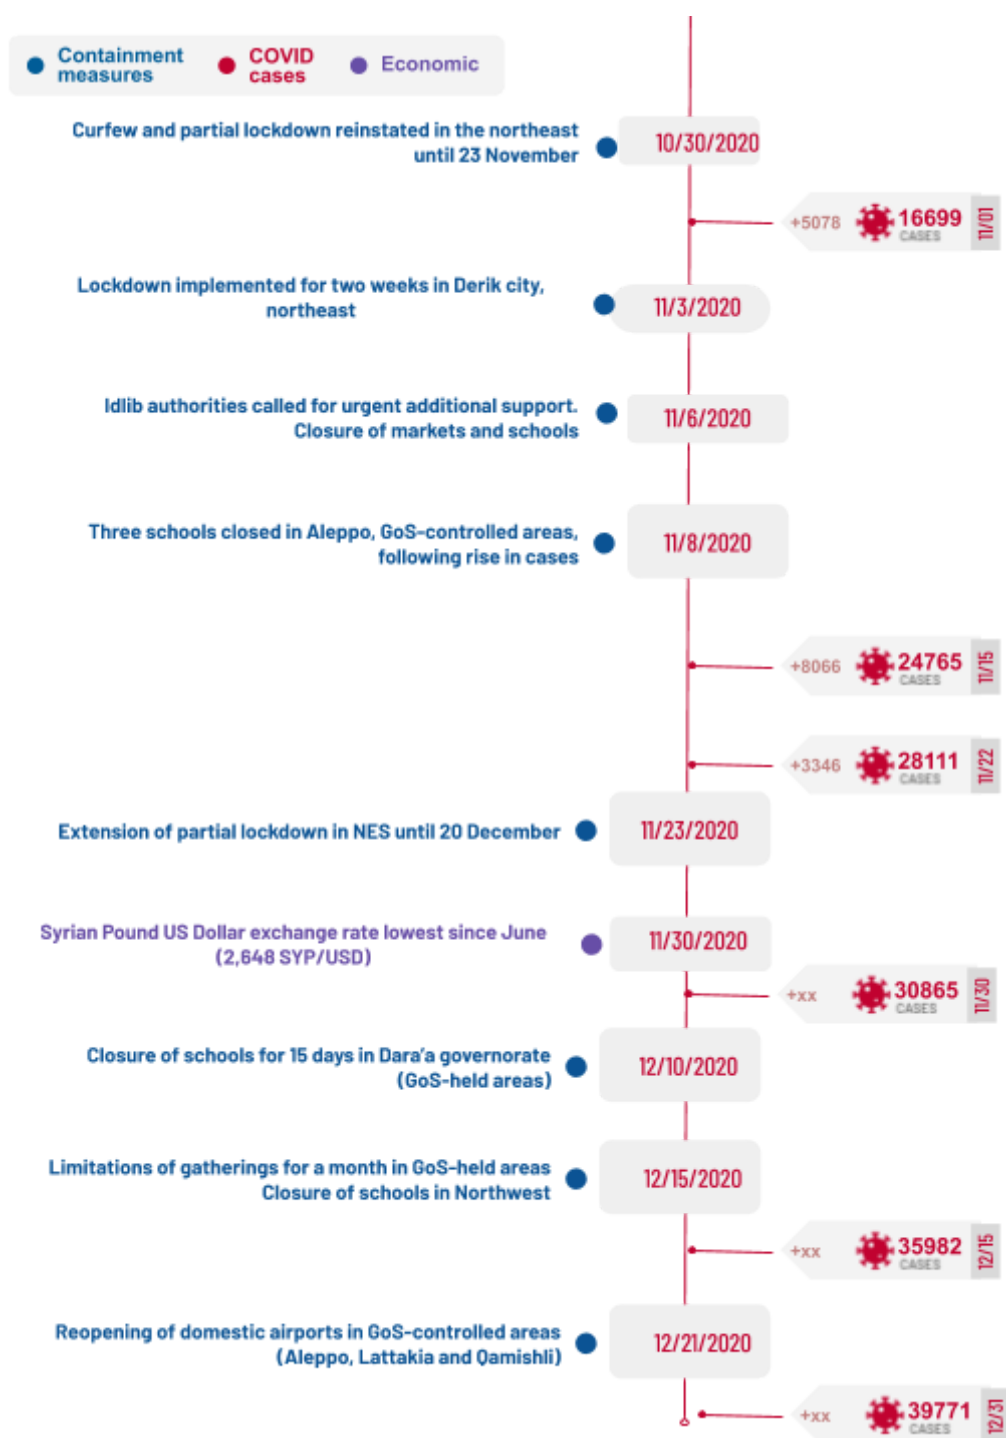 Containment
measures
COVID
cases
Economic
Curfew and partial lockdown reinstated in the northeast
until 23 November
10/30/2020
+5078
16699
CASES
11/01
Lockdown implemented for two weeks in Derik city,
northeast
11/3/2020
Idlib authorities called for urgent additional support.
Closure of markets and schools
11/6/2020
Three schools closed in Aleppo, GoS-controlled areas,
following rise in cases
11/8/2020
+8066
24765
CASES
11/15
+3346
28111
CASES
11/22
Extension of partial lockdown in NES until 20 December
11/23/2020
Syrian Pound US Dollar exchange rate lowest since June
(2,648 SYP/USD)
11/30/2020
+xx
30865
CASES
11/30
Closure of schools for 15 days in Dara'a governorate
(GoS-held areas)
12/10/2020
Limitations of gatherings for a month in GoS-held areas
Closure of schools in Northwest
12/15/2020
+xx
35982
CASES
12/15
Reopening of domestic airports in GoS-controlled areas
(Aleppo, Lattakia and Qamishli)
12/21/2020
+xx
39771
CASES
12/31